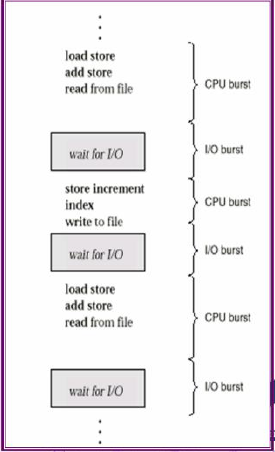 load store
add store
read from file
CPU burst
wait for I/O
I/O burst
store increment
index
write to file
CPU burst
wait for I/O
I/O burst
load store
add store
read from file
CPU burst
wait for I/O
I/O burst